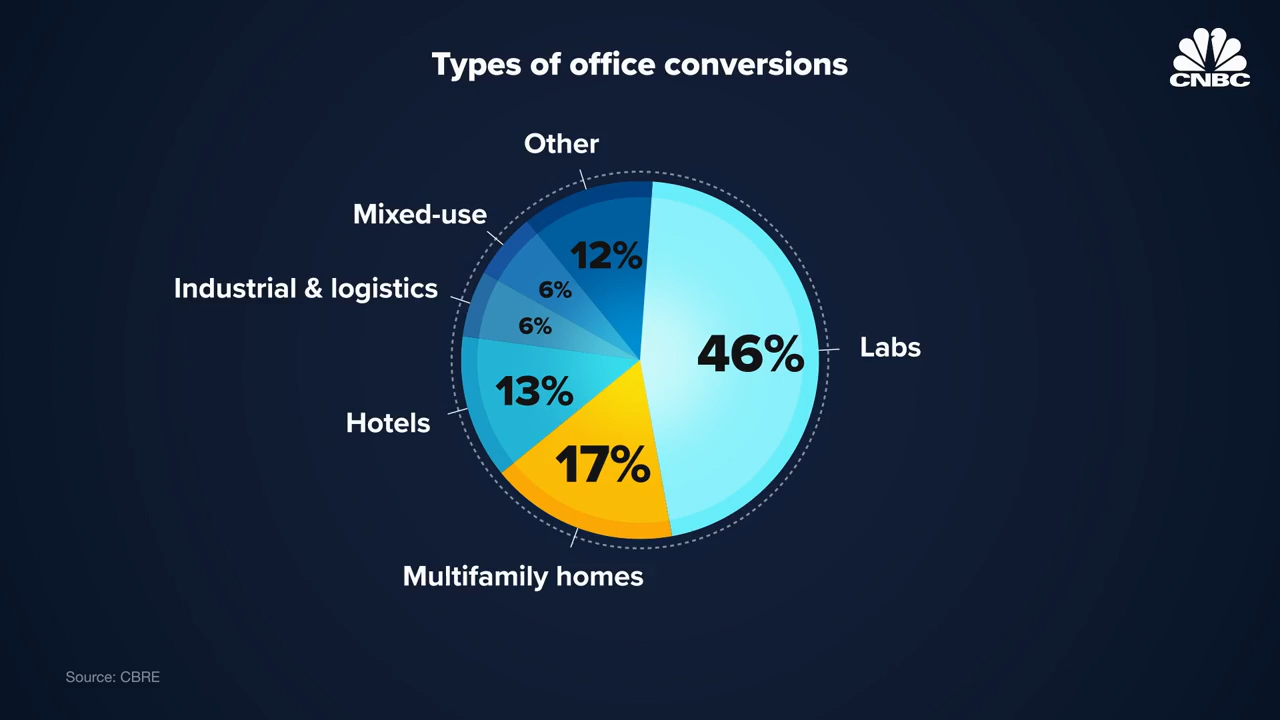 Types of office conversions
CNBC
Other
Mixed-use
12%
6%
Industrial & logistics
6%
46%
Labs
13%
Hotels
17%
Multifamily homes
Source: CBRE